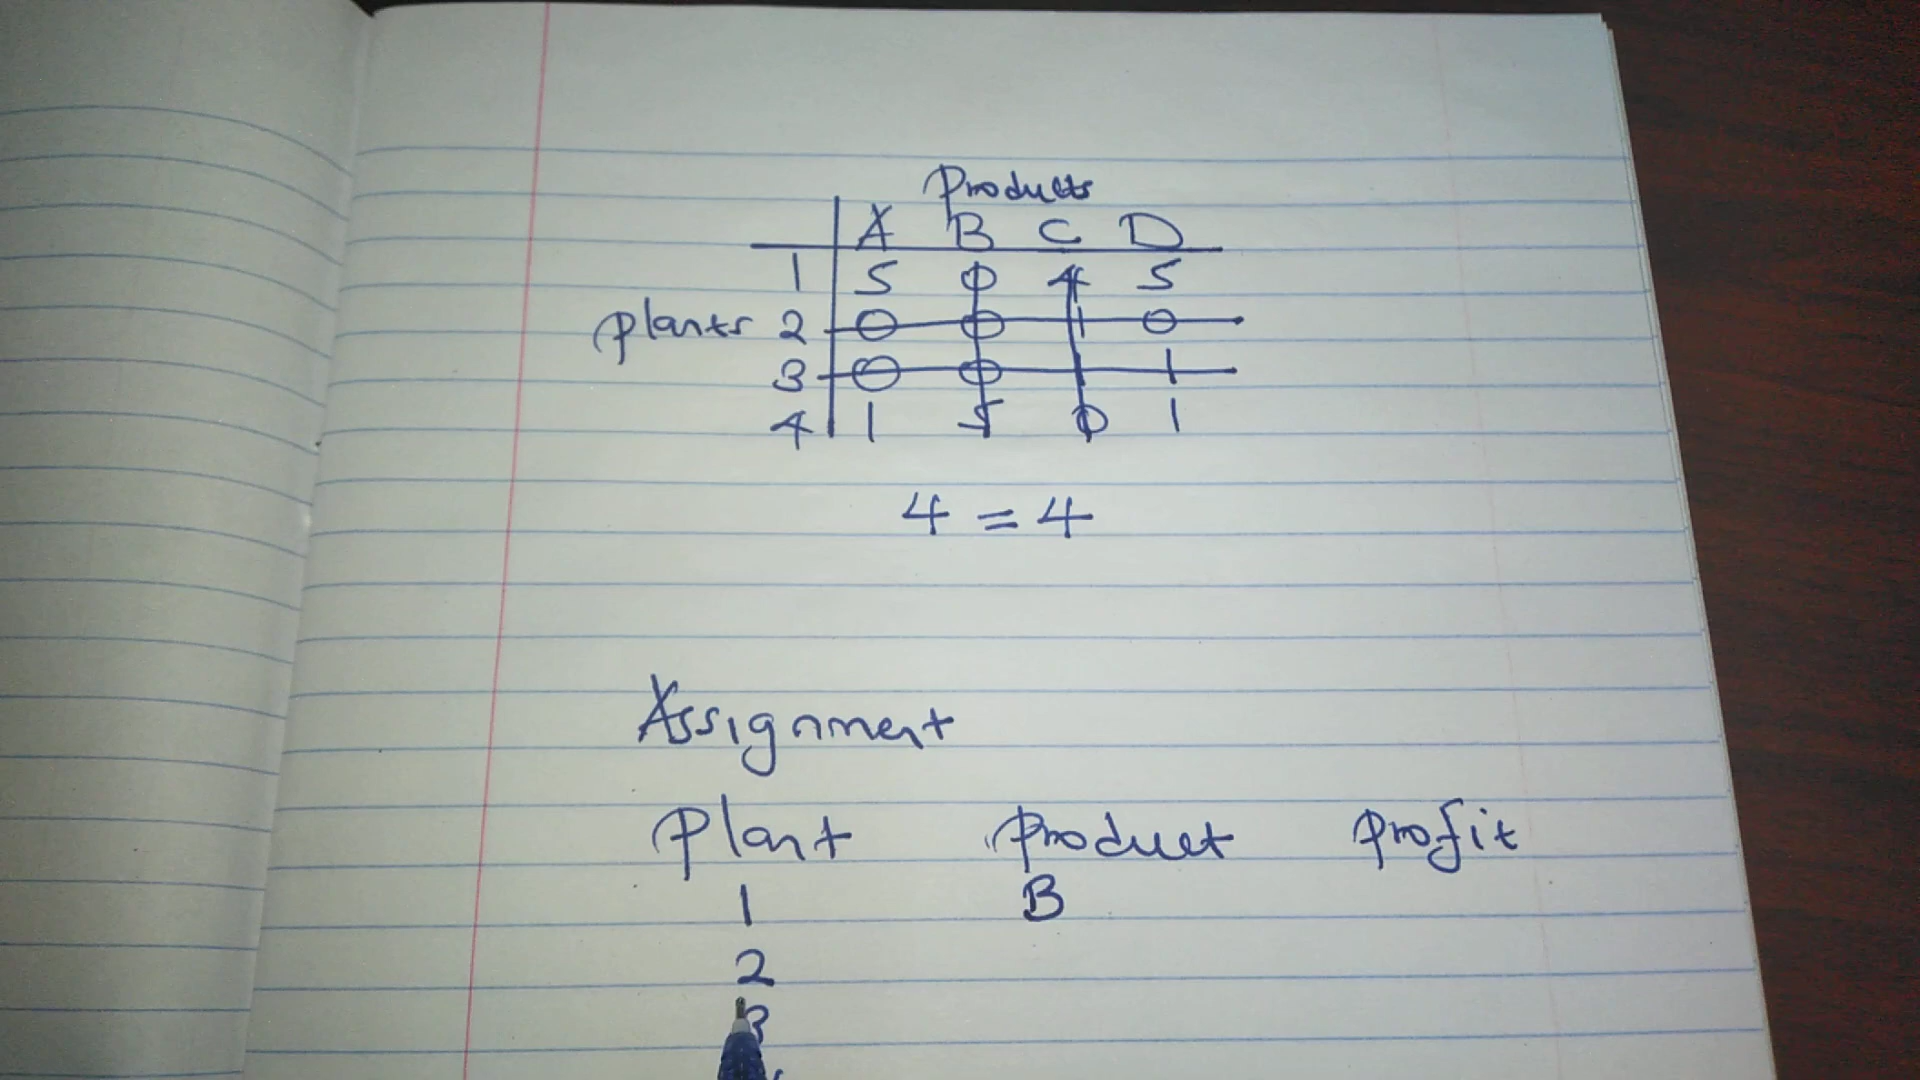 Products
A B C D
1 5 0 4 5
Plants 2 0 0 1 0
3 0 0 1 1
4 1 5 0 1
4 = 4
Assignment
Plant Product Profit
1 B
2
3